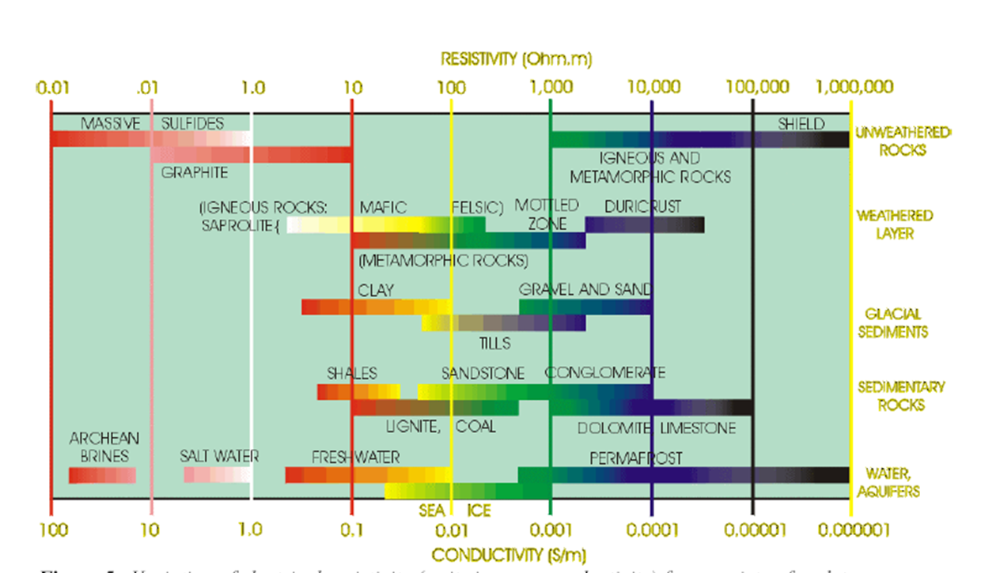 RESISTIVITY (Ohm.m)
0.01 .01 1.0 10 100 1,000 10,000 100,000 1,000,000
MASSIVE SULFIDES SHIELD
UNWEATHERED
ROCKS
GRAPHITE
IGNEOUS AND
METAMORPHIC ROCKS
(IGNEOUS ROCKS: MAFIC FELSIC) MOTTLED DURICRUST
SAPROLITE{ ZONE
WEATHERED
LAYER
(METAMORPHIC ROCKS)
CLAY GRAVEL AND SAND
GLACIAL
SEDIMENTS
TILLS
SHALES SANDSTONE CONGLOMERATE
SEDIMENTARY
ROCKS
LIGNITE, COAL DOLOMITE LIMESTONE
ARCHEAN
BRINES SALT WATER FRESHWATER PERMAFROST
WATER,
AQUIFERS
SEA ICE
100 10 1.0 0.1 0.01 0.001 0.0001 0.00001 0.000001
CONDUCTIVITY (S/m)